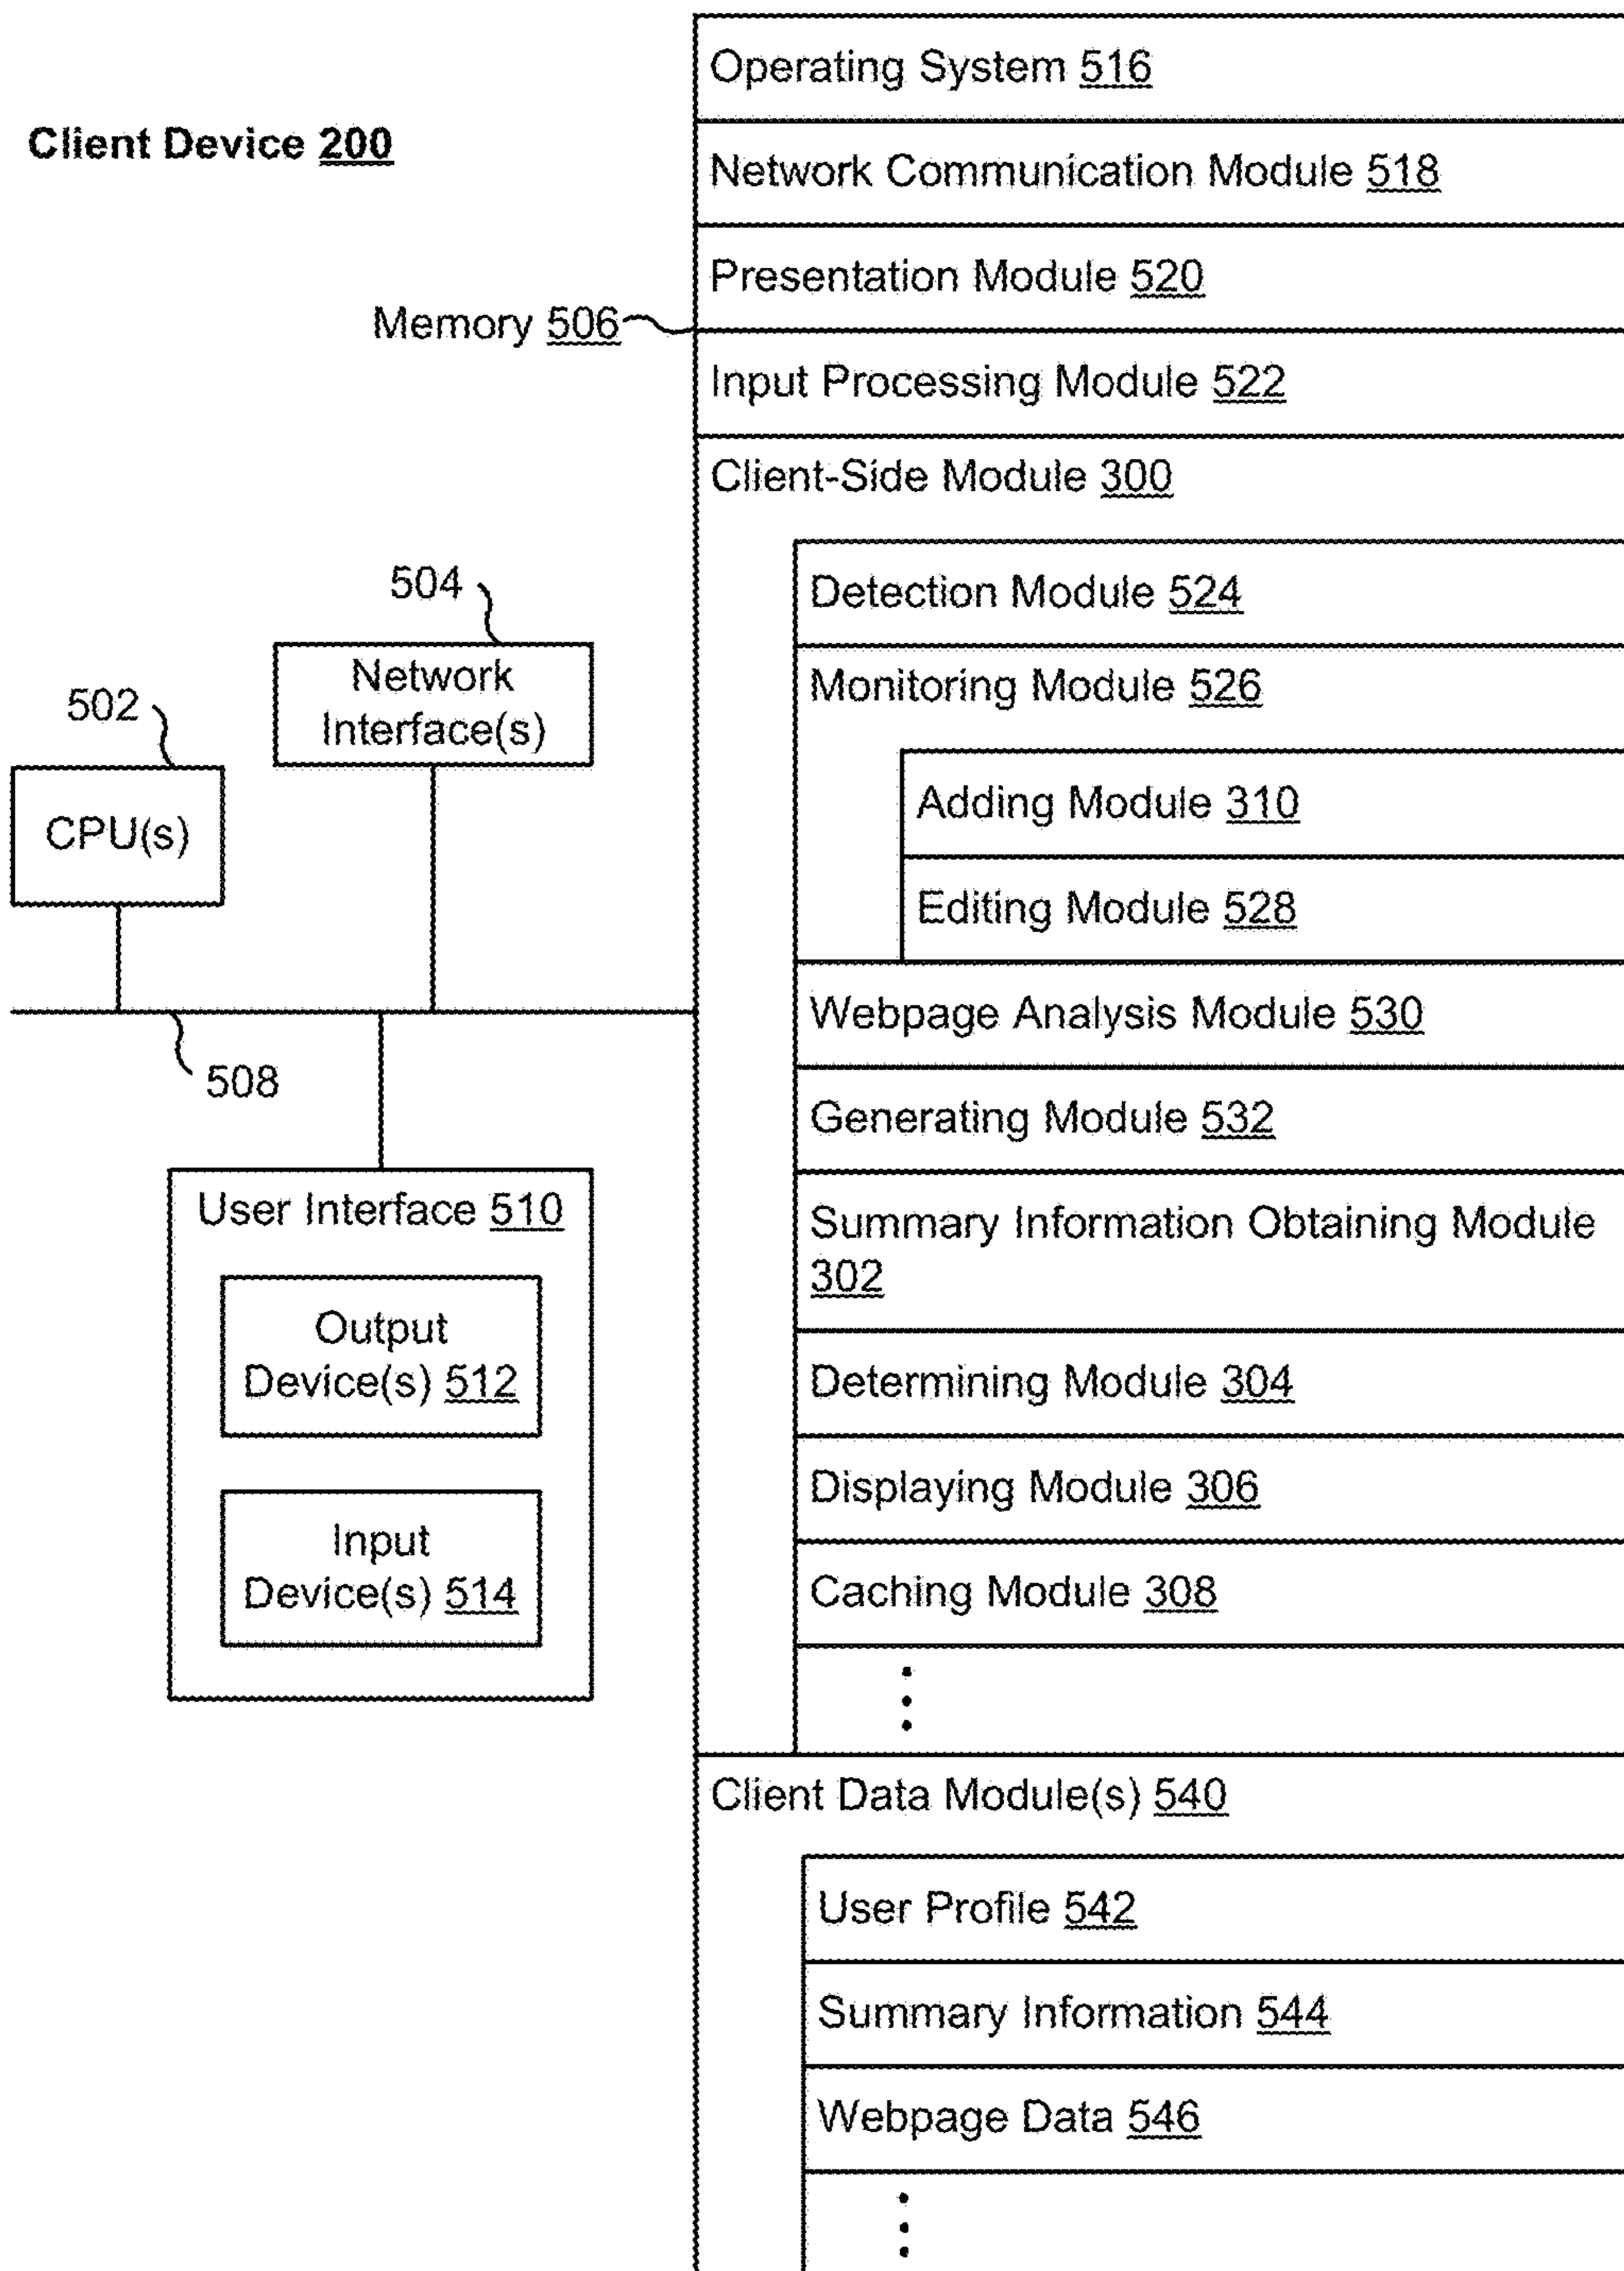 Client Device 200
Memory 506
504
Network
Interface(s)
502
CPU(s)
508
User Interface 510
Output
Device(s) 512
Input
Device(s) 514
Operating System 516
Network Communication Module 518
Presentation Module 520
Input Processing Module 522
Client-Side Module 300
Detection Module 524
Monitoring Module 526
Adding Module 310
Editing Module 528
Webpage Analysis Module 530
Generating Module 532
Summary Information Obtaining Module
302
Determining Module 304
Displaying Module 306
Caching Module 308
Client Data Module(s) 540
User Profile 542
Summary Information 544
Webpage Data 546